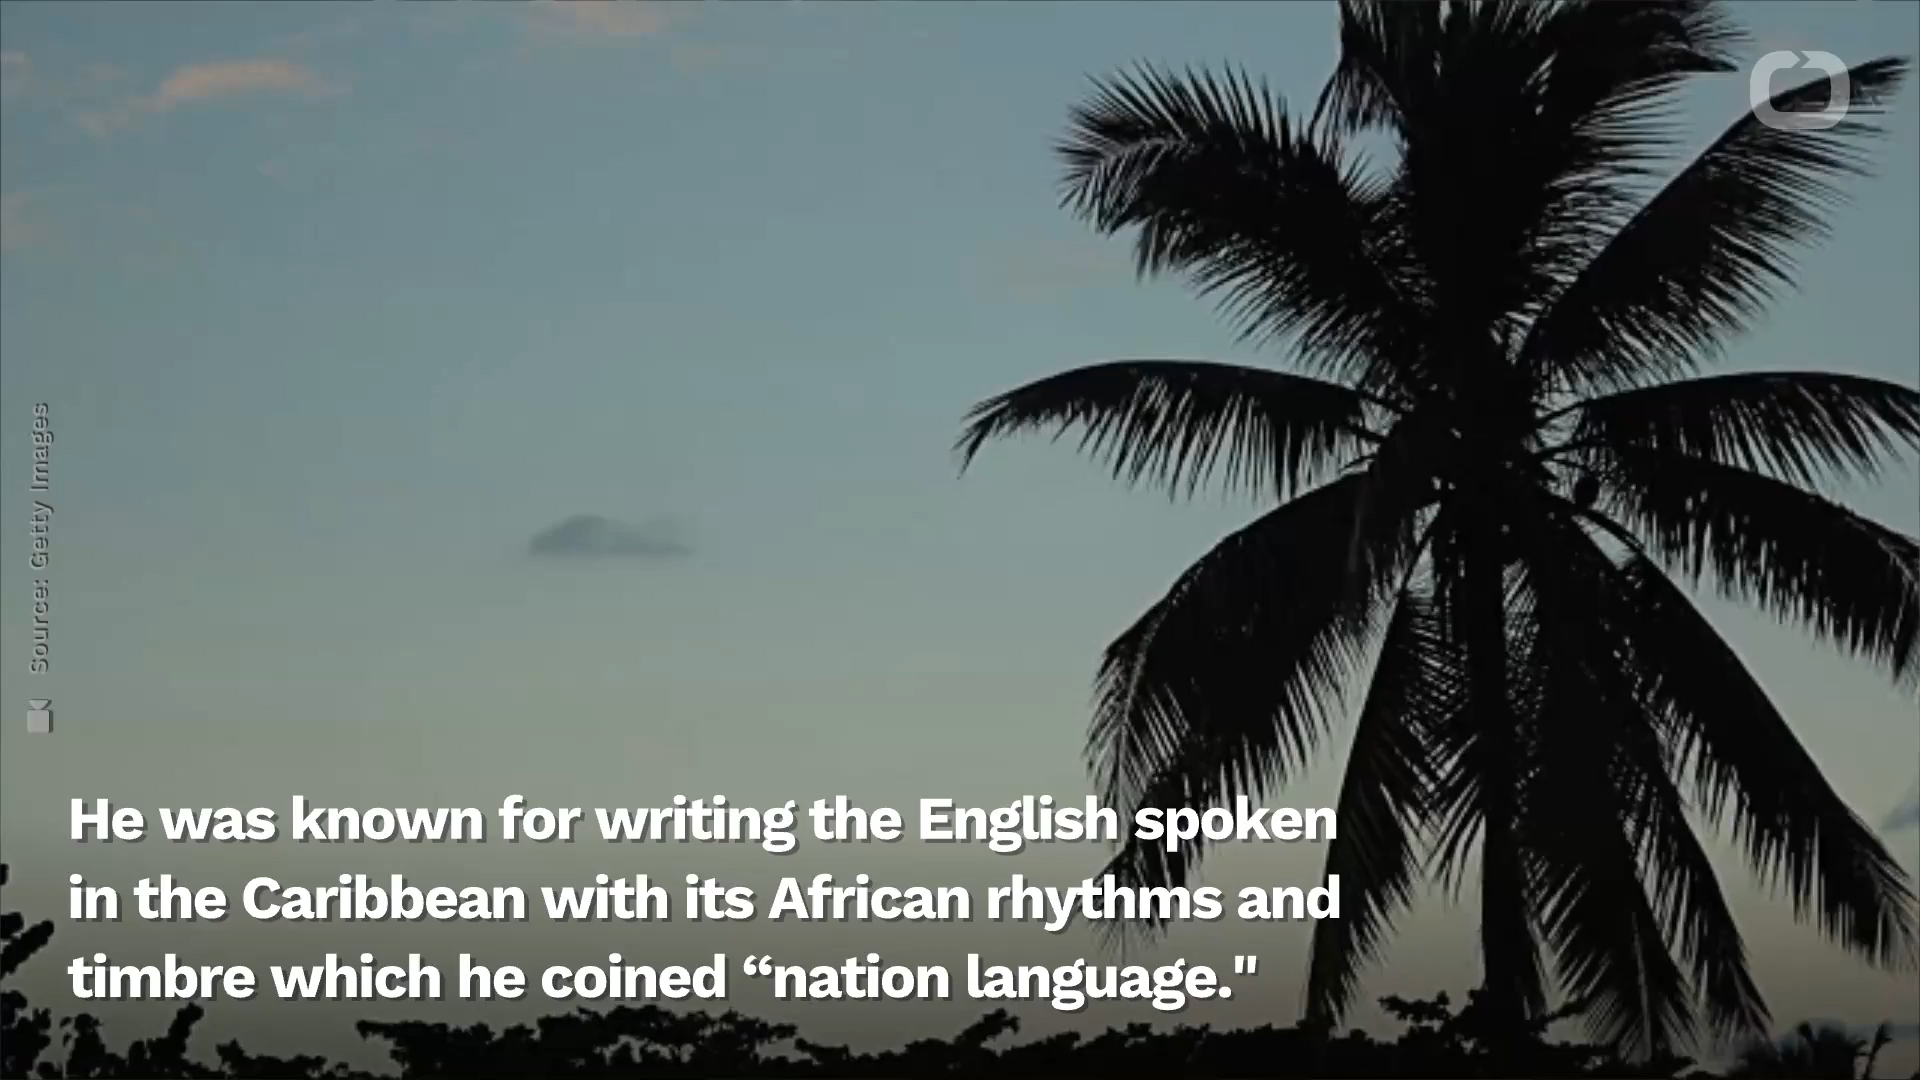 Source: Getty Images
He was known for writing the English spoken
in the Caribbean with its African rhythms and
timbre which he coined “nation language."